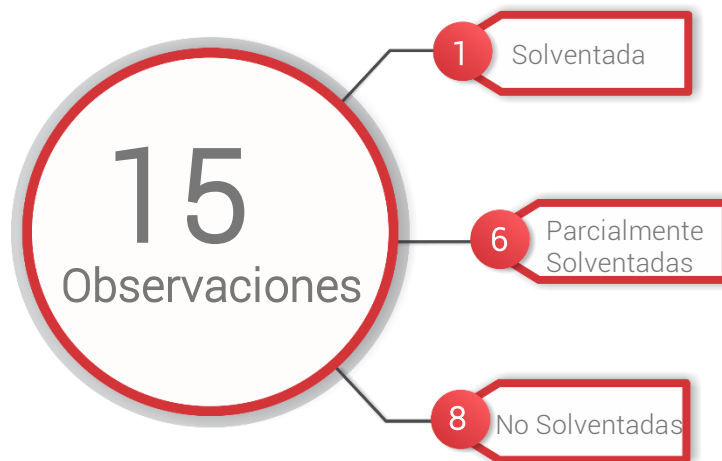 15
Observaciones
1
Solventada
6
Parcialmente
Solventadas
8
No Solventadas